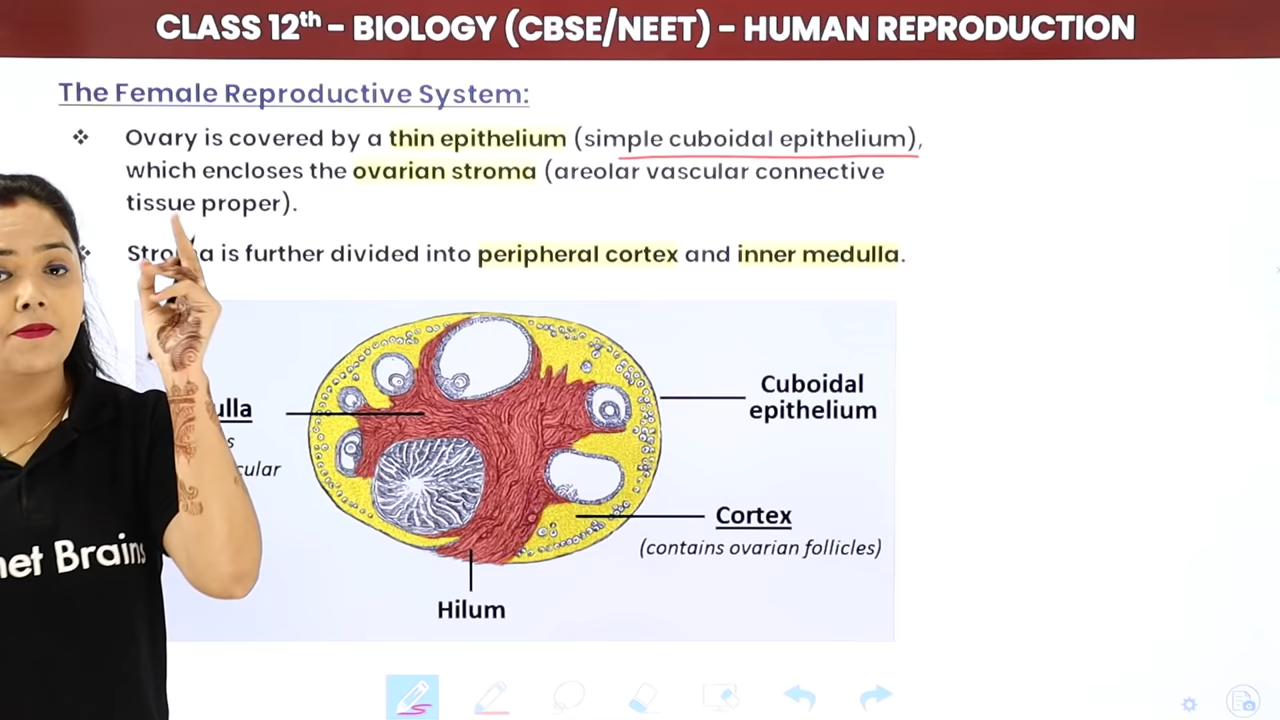 CLASS 12th – BIOLOGY (CBSE/NEET) – HUMAN REPRODUCTION
The Female Reproductive System:
❖ Ovary is covered by a thin epithelium (simple cuboidal epithelium),
which encloses the ovarian stroma (areolar vascular connective
tissue proper).
❖ Stroma is further divided into peripheral cortex and inner medulla.
Cuboidal
epithelium
Cortex
(contains ovarian follicles)
Hilum
Brains